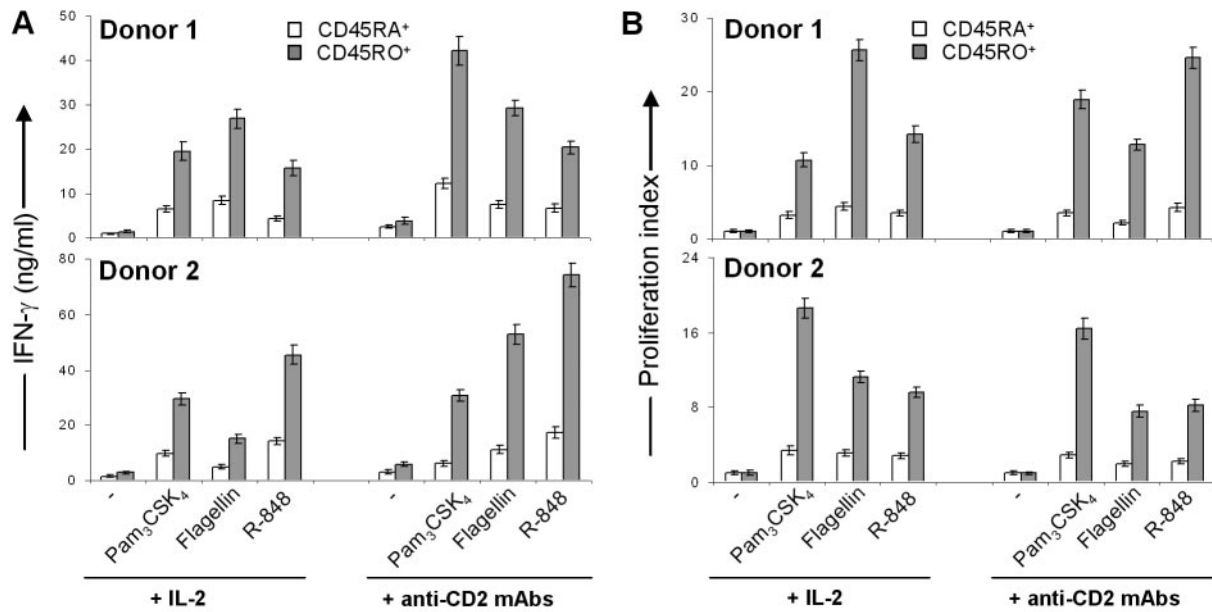 A
Donor 1
CD45RA⁺
CD45RO⁺
50
40
30
20
10
0
Donor 2
80
60
40
20
0
IFN-γ (ng/ml)
-
Pam₃CSK₄
Flagellin
R-848
-
Pam₃CSK₄
Flagellin
R-848
+ IL-2
+ anti-CD2 mAbs
B
Donor 1
CD45RA⁺
CD45RO⁺
30
20
10
0
Donor 2
24
16
8
0
Proliferation index
-
Pam₃CSK₄
Flagellin
R-848
-
Pam₃CSK₄
Flagellin
R-848
+ IL-2
+ anti-CD2 mAbs